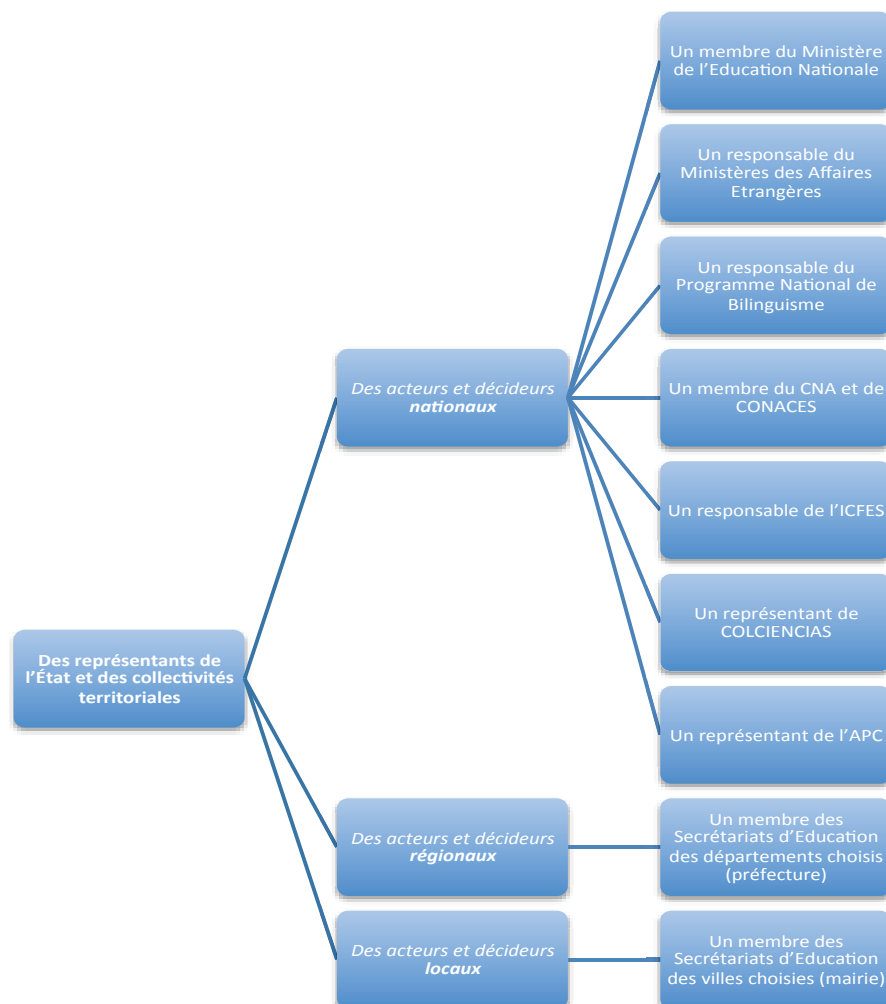 Un membre du Ministère
de l'Education Nationale
Un responsable du
Ministères des Affaires
Etrangères
Un responsable du
Programme National de
Bilinguisme
Des acteurs et décideurs
nationaux
Un membre du CNA et de
CONACES
Un responsable de l'ICFES
Un représentant de
COLCIENCIAS
Des représentants de
l'État et des collectivités
territoriales
Un représentant de l'APC
Des acteurs et décideurs
régionaux
Un membre des
Secrétariats d'Education
des départements choisis
(préfecture)
Des acteurs et décideurs
locaux
Un membre des
Secrétariats d'Education
des villes choisies (mairie)